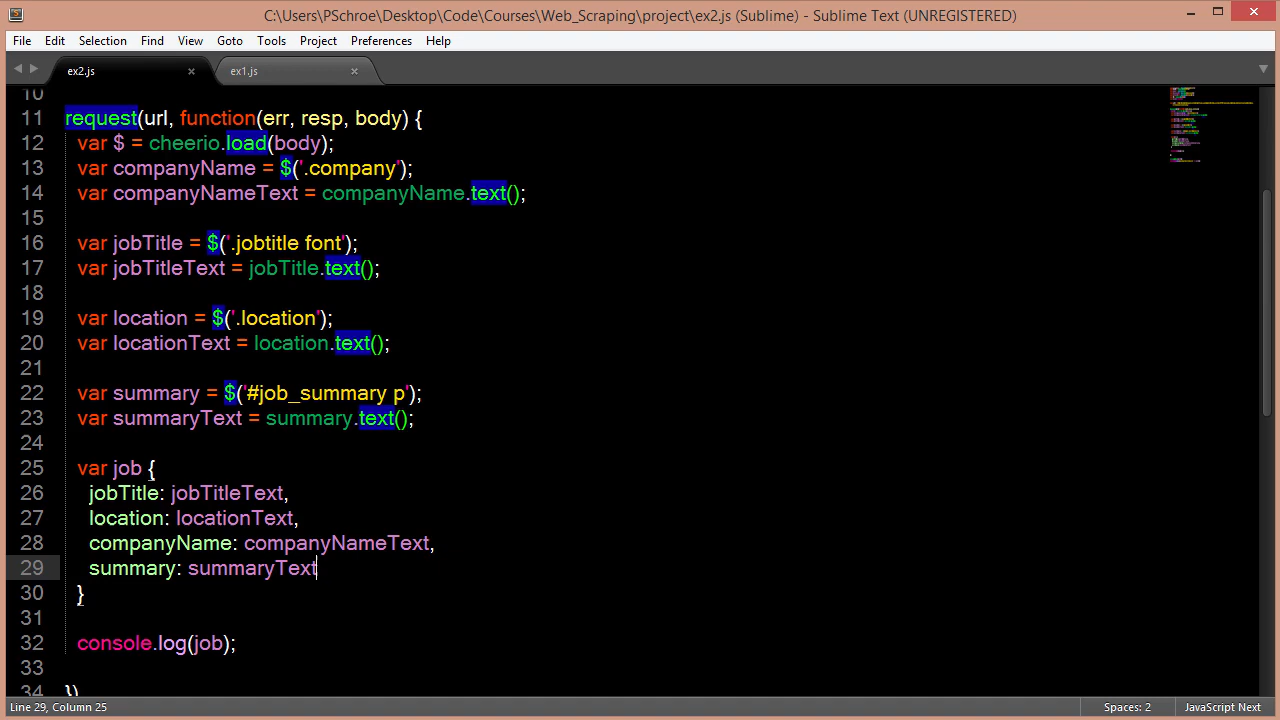 C:\Users\PSchroe\Desktop\Code\Courses\Web_Scraping\project\ex2.js (Sublime) - Sublime Text (UNREGISTERED)
File Edit Selection Find View Goto Tools Project Preferences Help
ex2.js ex1.js
10
11 request(url, function(err, resp, body) {
12 var $ = cheerio.load(body);
13 var companyName = $('.company');
14 var companyNameText = companyName.text();
15
16 var jobTitle = $('.jobtitle font');
17 var jobTitleText = jobTitle.text();
18
19 var location = $('.location');
20 var locationText = location.text();
21
22 var summary = $('#job_summary p');
23 var summaryText = summary.text();
24
25 var job {
26 jobTitle: jobTitleText,
27 location: locationText,
28 companyName: companyNameText,
29 summary: summaryText
30 }
31
32 console.log(job);
33
34 })
Line 29, Column 25 Spaces: 2 JavaScript Next